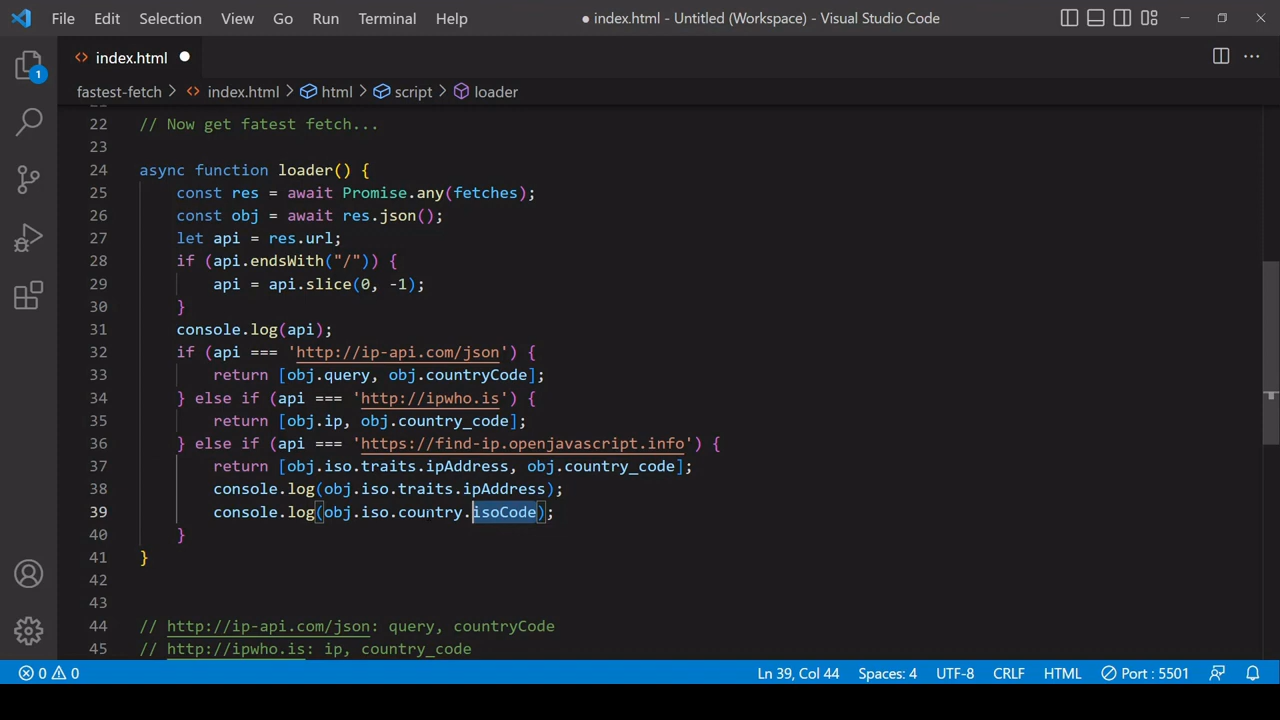 File Edit Selection View Go Run Terminal Help ● index.html - Untitled (Workspace) - Visual Studio Code
index.html
fastest-fetch > index.html > html > script > loader
1
21
22 // Now get fatest fetch...
23
24 async function loader() {
25 const res = await Promise.any(fetches);
26 const obj = await res.json();
27 let api = res.url;
28 if (api.endsWith("/")) {
29 api = api.slice(0, -1);
30 }
31 console.log(api);
32 if (api === 'http://ip-api.com/json') {
33 return [obj.query, obj.countryCode];
34 } else if (api === 'http://ipwho.is') {
35 return [obj.ip, obj.country_code];
36 } else if (api === 'https://find-ip.openjavascript.info') {
37 return [obj.iso.traits.ipAddress, obj.country_code];
38 console.log(obj.iso.traits.ipAddress);
39 console.log(obj.iso.country.isoCode);
40 }
41 }
42
43
44 // http://ip-api.com/json: query, countryCode
45 // http://ipwho.is: ip, country_code
0 0 Ln 39, Col 44 Spaces: 4 UTF-8 CRLF HTML Port : 5501